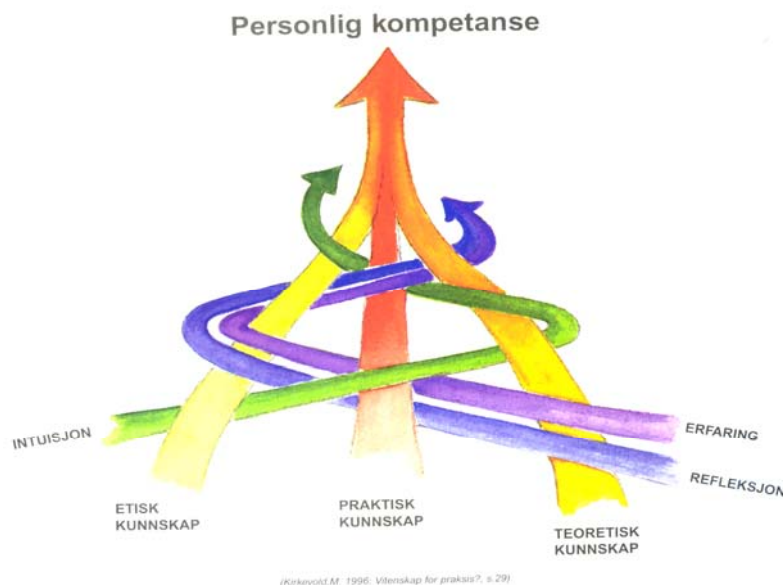 Personlig kompetanse
INTUISJON
ERFARING
REFLEKSJON
ETISK
KUNNSKAP
PRAKTISK
KUNNSKAP
TEORETISK
KUNNSKAP
(Kirkevold,M. 1996: Vitenskap for praksis?, s.29)